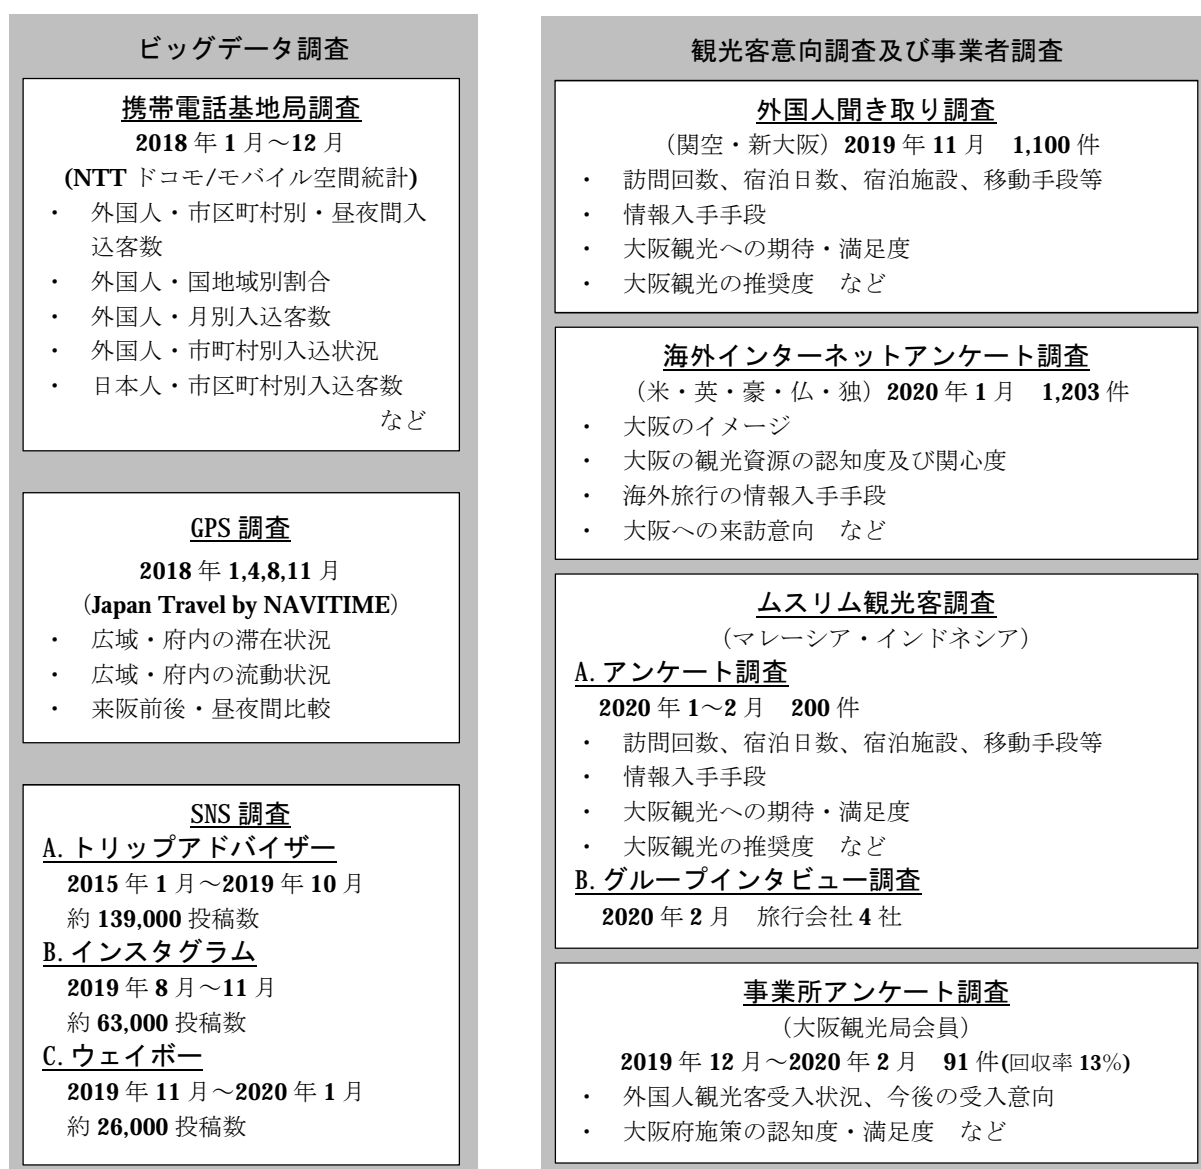 ビッグデータ調査
携帯電話基地局調査
2018 年 1 月～12 月
(NTT ドコモ/モバイル空間統計)
・ 外国人・市区町村別・昼夜間入
込客数
・ 外国人・国地域別割合
・ 外国人・月別入込客数
・ 外国人・市町村別入込状況
・ 日本人・市区町村別入込客数
など
GPS 調査
2018 年 1,4,8,11 月
（Japan Travel by NAVITIME）
・ 広域・府内の滞在状況
・ 広域・府内の流動状況
・ 来阪前後・昼夜間比較
SNS 調査
A.トリップアドバイザー
2015 年 1 月～2019 年 10 月
約 139,000 投稿数
B.インスタグラム
2019 年 8 月～11 月
約 63,000 投稿数
C.ウェイボー
2019 年 11 月～2020 年 1 月
約 26,000 投稿数
観光客意向調査及び事業者調査
外国人聞き取り調査
（関空・新大阪）2019 年 11 月　1,100 件
・ 訪問回数、宿泊日数、宿泊施設、移動手段等
・ 情報入手手段
・ 大阪観光への期待・満足度
・ 大阪観光の推奨度　など
海外インターネットアンケート調査
（米・英・豪・仏・独）2020 年 1 月　1,203 件
・ 大阪のイメージ
・ 大阪の観光資源の認知度及び関心度
・ 海外旅行の情報入手手段
・ 大阪への来訪意向　など
ムスリム観光客調査
（マレーシア・インドネシア）
A.アンケート調査
2020 年 1～2 月　200 件
・ 訪問回数、宿泊日数、宿泊施設、移動手段等
・ 情報入手手段
・ 大阪観光への期待・満足度
・ 大阪観光の推奨度　など
B.グループインタビュー調査
2020 年 2 月　旅行会社 4 社
事業所アンケート調査
（大阪観光局会員）
2019 年 12 月～2020 年 2 月　91 件(回収率 13%)
・ 外国人観光客受入状況、今後の受入意向
・ 大阪府施策の認知度・満足度　など